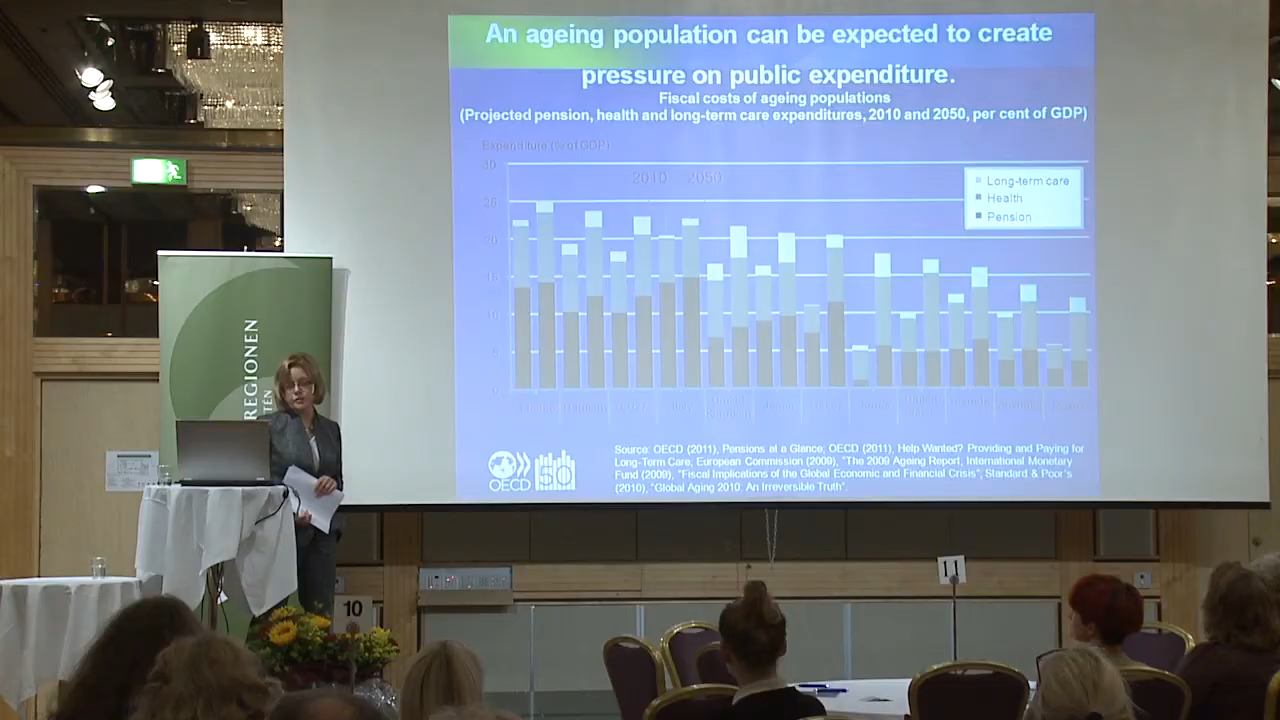 An ageing population can be expected to create
pressure on public expenditure.
Fiscal costs of ageing populations
(Projected pension, health and long-term care expenditures, 2010 and 2050, per cent of GDP)
Expenditure (% of GDP)
2010 2050
30
25
20
15
10
5
0
Long-term care
Health
Pension
Source: OECD (2011), Pensions at a Glance; OECD (2011), Help Wanted? Providing and Paying for
Long-Term Care; European Commission (2009), "The 2009 Ageing Report, International Monetary
Fund (2009), "Fiscal Implications of the Global Economic and Financial Crisis", Standard & Poor's
(2010), "Global Aging 2010, An Irreversible Truth".
OECD
50
REGIONEN
10
11